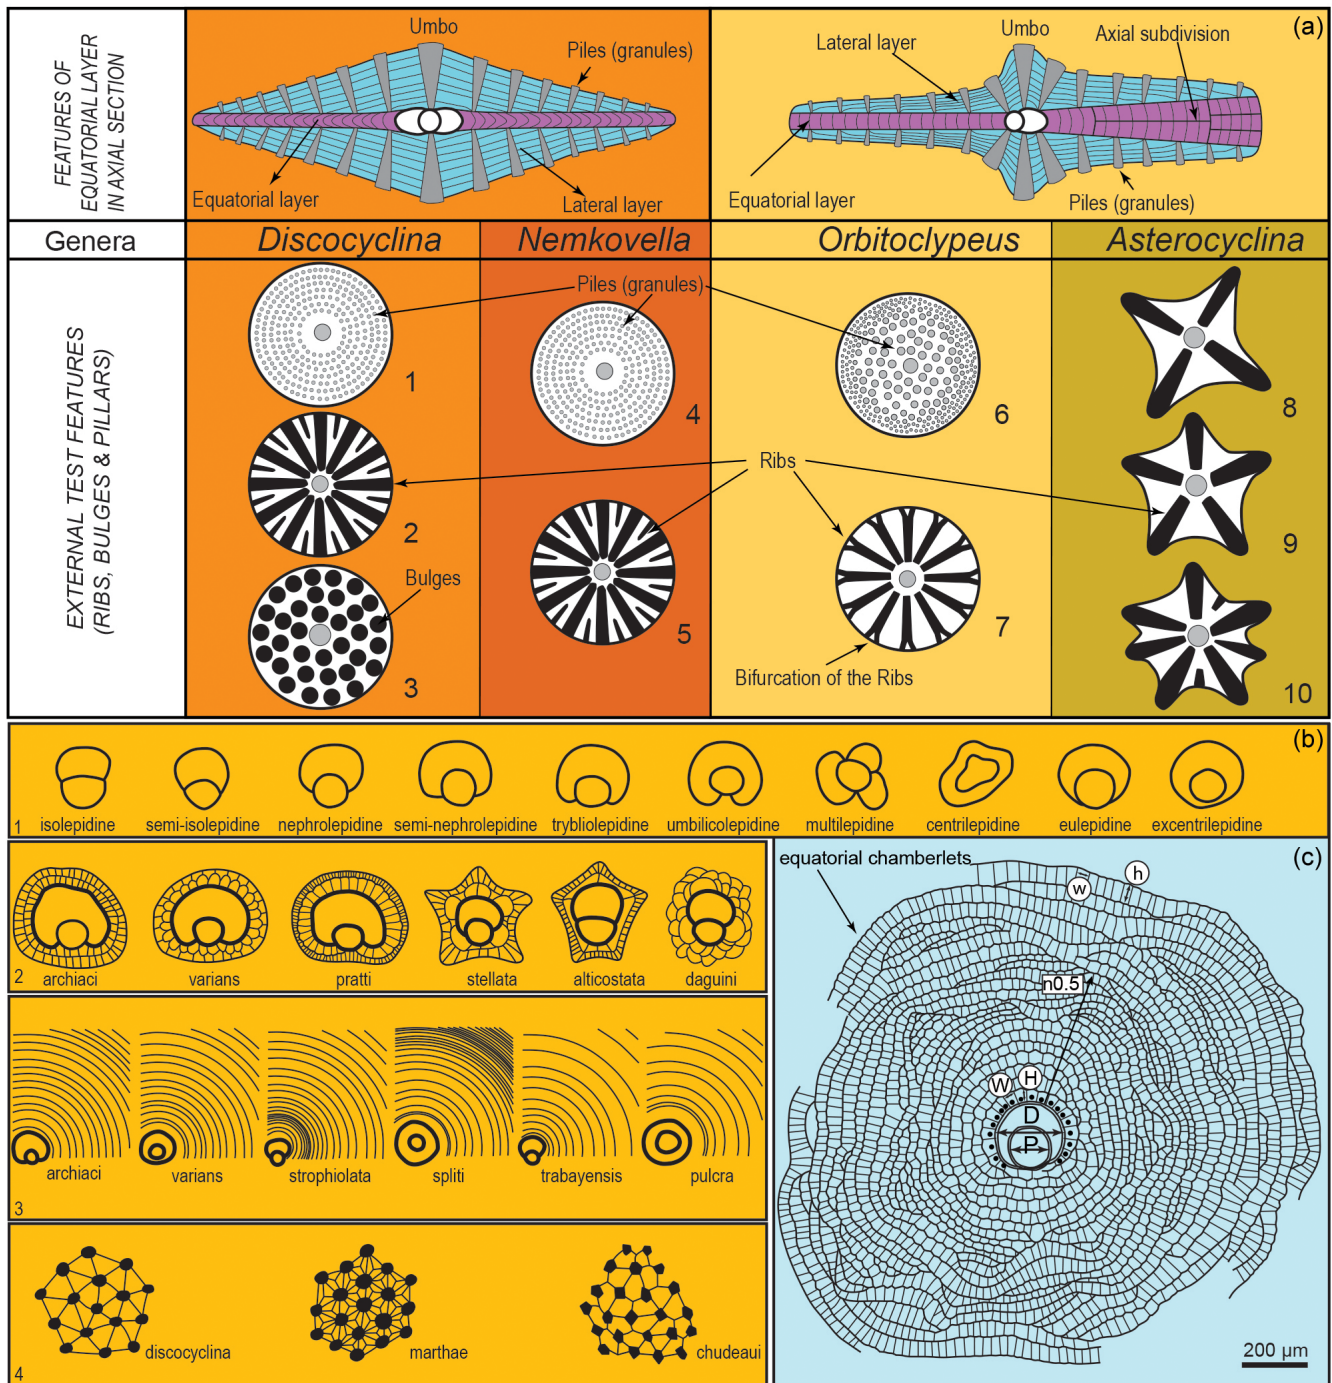 FEATURES OF
EQUATORIAL LAYER
IN AXIAL SECTION
Umbo
Piles (granules)
Equatorial layer
Lateral layer
(a)
Umbo
Lateral layer
Axial subdivision
Equatorial layer
Piles (granules)
Genera
Discocyclina
Nemkovella
Orbitoclypeus
Asterocyclina
EXTERNAL TEST FEATURES
(RIBS, BULGES & PILLARS)
Piles (granules)
1
4
6
8
Ribs
2
9
Bulges
5
7
3
Bifurcation of the Ribs
10
(b)
isolepidine
semi-isolepidine
nephrolepidine
semi-nephrolepidine
trybliolepidine
umbilicolepidine
multilepidine
centrilepidine
eulepidine
excentrilepidine
1
archiaci
varians
pratti
stellata
alticostata
daguini
2
archiaci
varians
strophiolata
spliti
trabayensis
pulcra
3
discocyclina
marthae
chudeaui
4
equatorial chamberlets
(c)
w
h
n0.5
W
H
D
P
200 µm